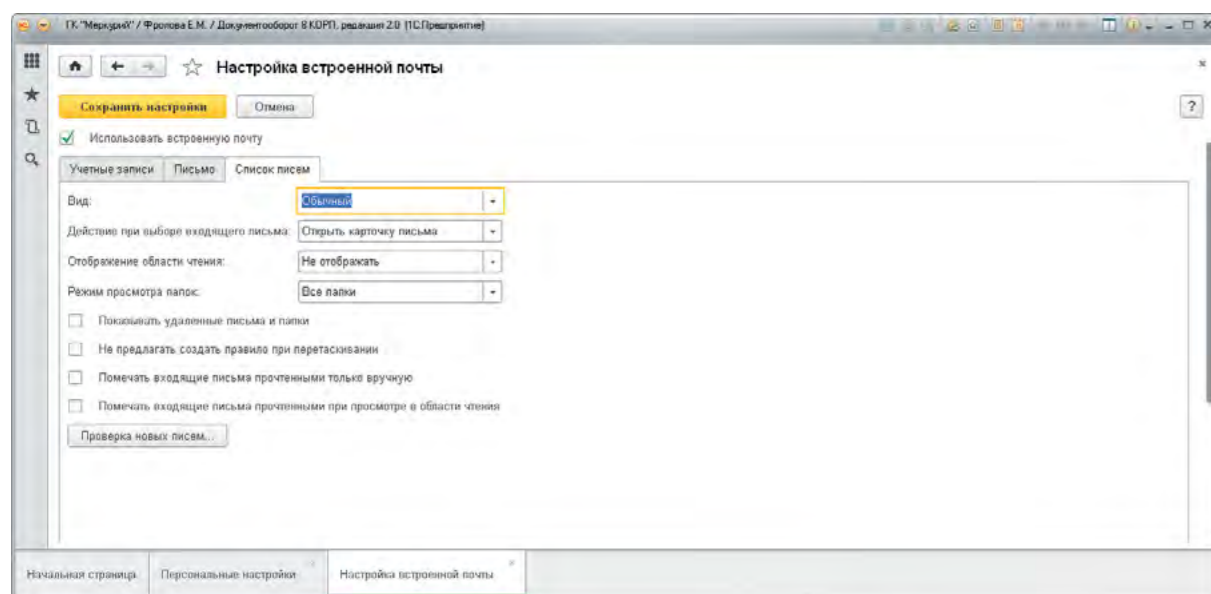 ГК "Меркурий" / Фролова Е.М. / Документооборот 8 КОРП, редакция 2.0 (1С:Предприятие)
Настройка встроенной почты
Сохранить настройки Отмена ?
Использовать встроенную почту
Учетные записи Письмо Список писем
Вид: Обычный
Действие при выборе входящего письма: Открыть карточку письма
Отображение области чтения: Не отображать
Режим просмотра папок: Все папки
Показывать удаленные письма и папки
Не предлагать создать правило при перетаскивании
Помечать входящие письма прочтенными только вручную
Помечать входящие письма прочтенными при просмотре в области чтения
Проверка новых писем...
Начальная страница Персональные настройки Настройка встроенной почты